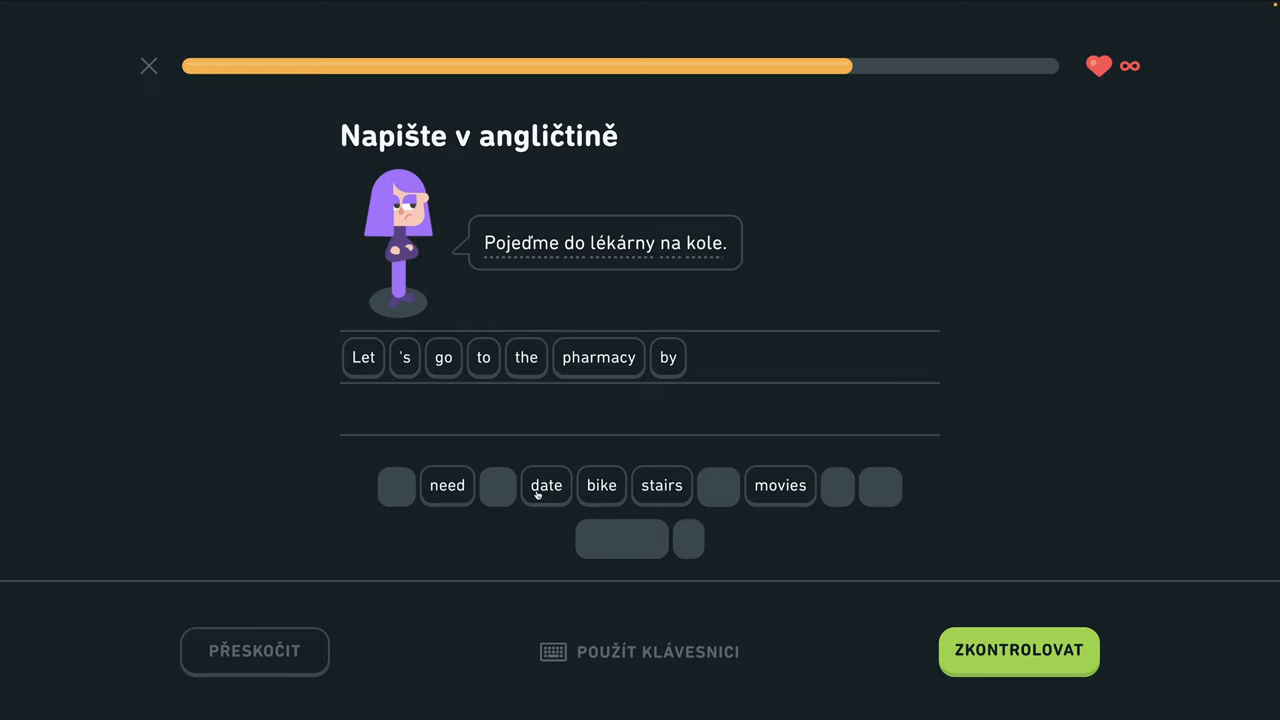 ∞
Napište v angličtině
Pojeďme do lékárny na kole.
Let 's go to the pharmacy by
need date bike stairs movies
PŘESKOČIT POUŽÍT KLÁVESNICI ZKONTROLOVAT